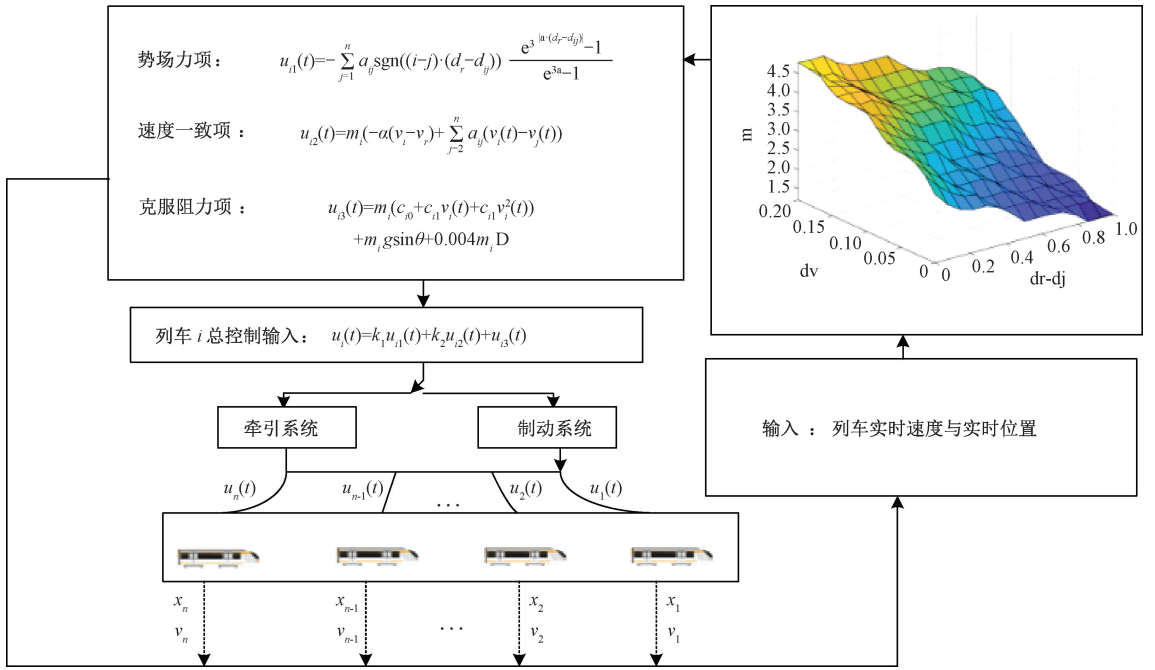 势场力项： u_{i1}(t)=−\sum_{j=1}^{n} a_{ij}sgn((i−j)·(d_r−d_{ij})) \frac{e^{3|a·(d_r−d_{ij})|}−1}{e^{3a}−1}
速度一致项 ： u_{i2}(t)=m_i(−α(v_i−v_r)+\sum_{j=2}^{n} a_{ij}(v_i(t)−v_j(t))
克服阻力项： u_{i3}(t)=m_i(c_{i0}+c_{i1}v_i(t)+c_{i1}v_i^2(t))
+m_i gsinθ+0.004m_i D
列车 i 总控制输入： u_i(t)=k_1u_{i1}(t)+k_2u_{i2}(t)+u_{i3}(t)
牵引系统
制动系统
u_n(t)
u_{n-1}(t)
…
u_2(t)
u_1(t)
x_n
x_{n-1}
x_2
x_1
v_n
v_{n-1}
…
v_2
v_1
m
4.5
4.0
3.5
3.0
2.5
2.0
1.5
0.20
0.15
0.10
0.05
0
dv
0
0.2
0.4
0.6
0.8
1.0
dr-dj
输入 ： 列车实时速度与实时位置